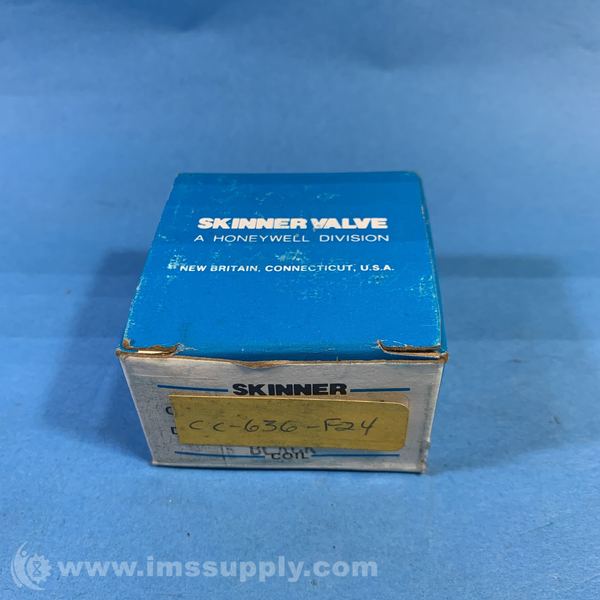 SKINNER VALVE
A HONEYWELL DIVISION
NEW BRITAIN, CONNECTICUT, U.S.A.
SKINNER
CC-636-F24
COIL
www.imssupply.com